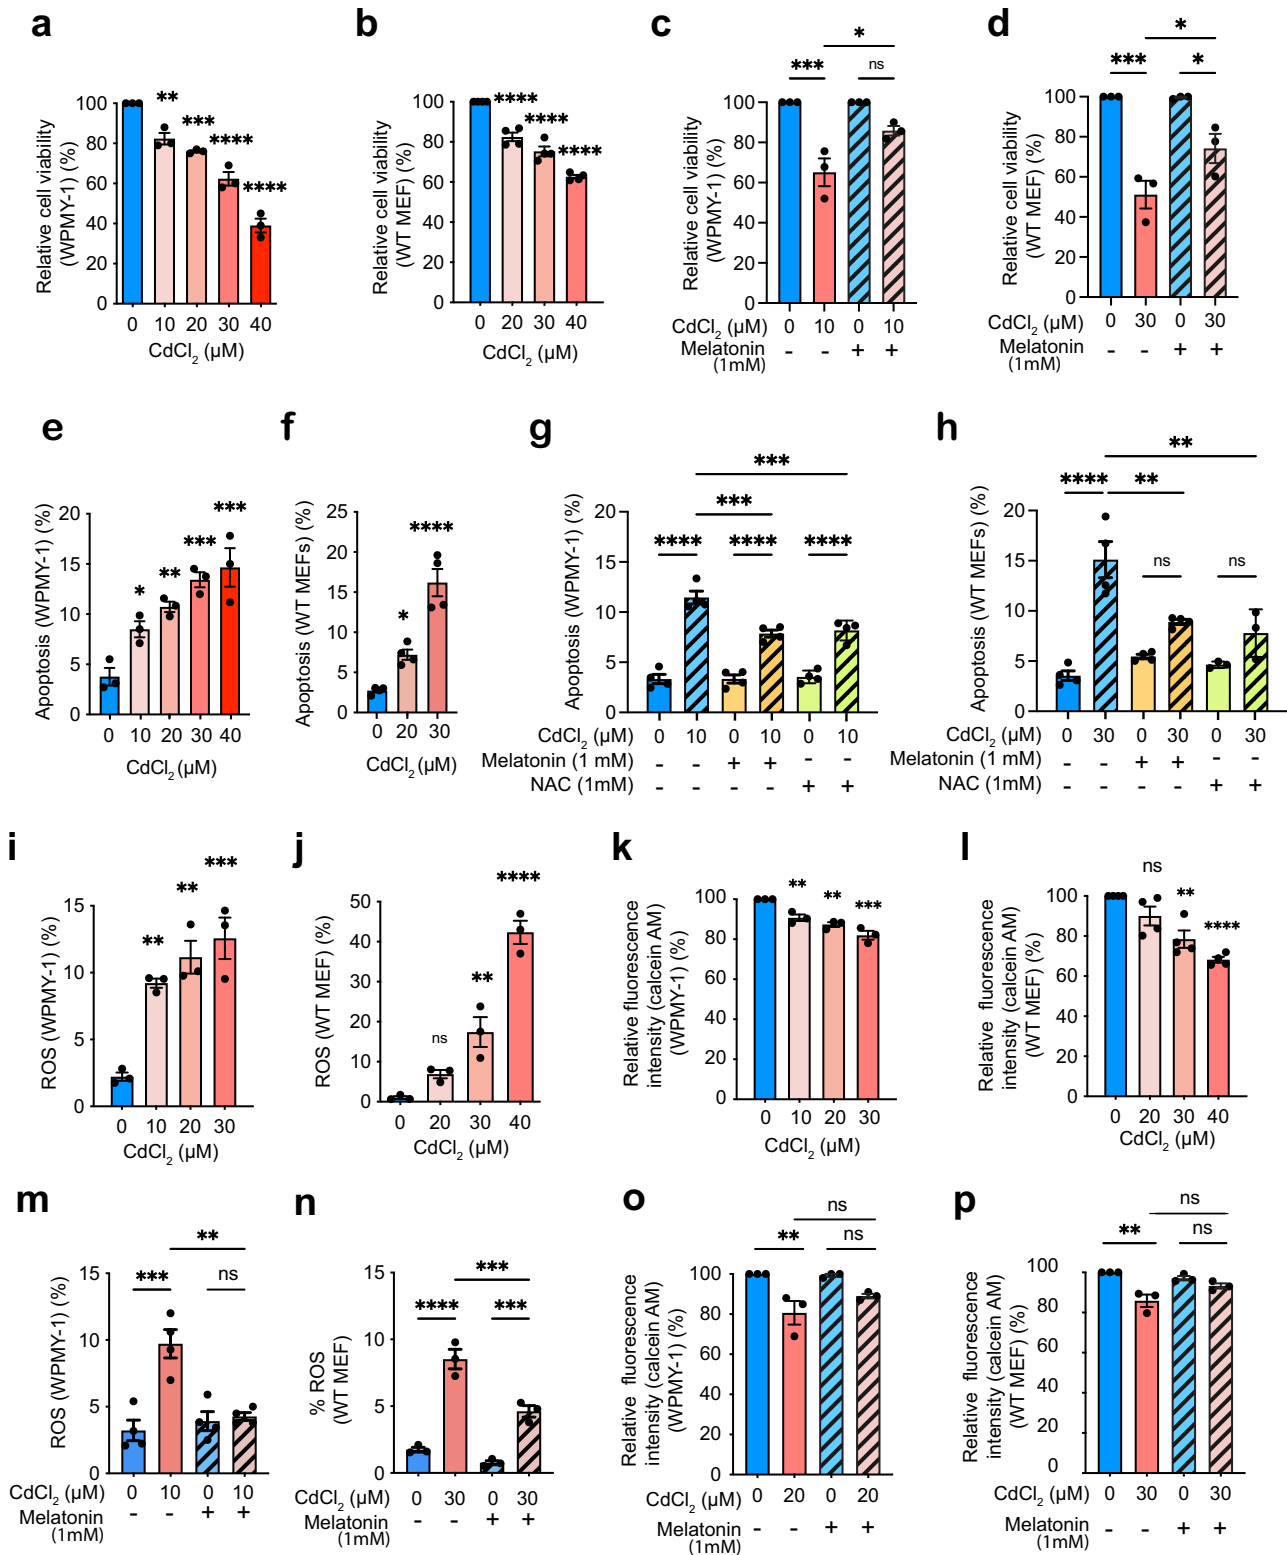 a
Relative cell viability
(WPMY-1) (%)
100
80
60
40
20
0
**
***
****
****
0 10 20 30 40
CdCl2 (µM)
b
Relative cell viability
(WT MEF) (%)
100
80
60
40
20
0
****
****
****
0 20 30 40
CdCl2 (µM)
c
Relative cell viability
(WPMY-1) (%)
100
80
60
40
20
0
*
***
ns
CdCl2 (µM) 0 10 0 10
Melatonin - - + +
(1mM)
d
Relative cell viability
(WT MEF) (%)
100
80
60
40
20
0
*
***
*
CdCl2 (µM) 0 30 0 30
Melatonin - - + +
(1mM)
e
Apoptosis (WPMY-1) (%)
20
15
10
5
0
*
**
***
***
0 10 20 30 40
CdCl2 (µM)
f
Apoptosis (WT MEFs) (%)
25
20
15
10
5
0
*
****
0 20 30
CdCl2 (µM)
g
Apoptosis (WPMY-1) (%)
20
15
10
5
0
***
***
**** **** ****
CdCl2 (µM) 0 10 0 10 0 10
Melatonin (1 mM) - - + + - -
NAC (1mM) - - - - + +
h
Apoptosis (WT MEFs) (%)
20
15
10
5
0
**
**** **
ns ns
CdCl2 (µM) 0 30 0 30 0 30
Melatonin (1 mM) - - + + - -
NAC (1mM) - - - - + +
i
ROS (WPMY-1) (%)
15
10
5
0
**
**
***
0 10 20 30
CdCl2 (µM)
j
ROS (WT MEF) (%)
50
40
30
20
10
0
ns
**
****
0 20 30 40
CdCl2 (µM)
k
Relative fluorescence
intensity (calcein AM)
(WPMY-1) (%)
100
80
60
40
20
0
** ** ***
0 10 20 30
CdCl2 (µM)
l
Relative fluorescence
intensity (calcein AM)
(WT MEF) (%)
100
80
60
40
20
0
ns
**
****
0 20 30 40
CdCl2 (µM)
m
ROS (WPMY-1) (%)
15
10
5
0
**
***
ns
CdCl2 (µM) 0 10 0 10
Melatonin - - + +
(1mM)
n
% ROS
(WT MEF)
15
10
5
0
***
**** ***
CdCl2 (µM) 0 30 0 30
Melatonin - - + +
(1mM)
o
Relative fluorescence
intensity (calcein AM)
(WPMY-1) (%)
100
80
60
40
20
0
ns
** ns
CdCl2 (µM) 0 20 0 20
Melatonin - - + +
(1mM)
p
Relative fluorescence
intensity (calcein AM)
(WT MEF) (%)
100
80
60
40
20
0
ns
** ns
CdCl2 (µM) 0 30 0 30
Melatonin - - + +
(1mM)